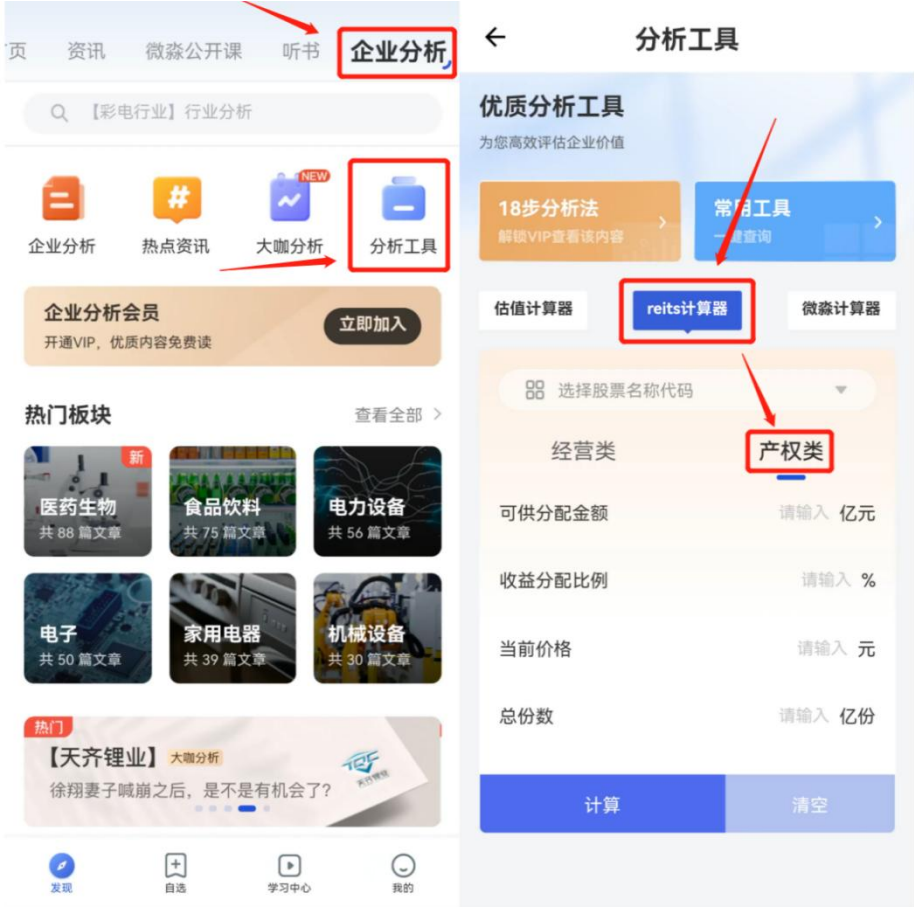 页 资讯 微淼公开课 听书 企业分析
【彩电行业】行业分析
NEW
企业分析 热点资讯 大咖分析 分析工具
企业分析会员
开通VIP，优质内容免费读
立即加入
热门板块
查看全部
新
医药生物 食品饮料 电力设备
共 88 篇文章 共 75 篇文章 共 56 篇文章
电子 家用电器 机械设备
共 50 篇文章 共 39 篇文章 共 30 篇文章
热门
【天齐锂业】 大咖分析
徐翔妻子喊崩之后，是不是有机会了?
天齐锂业
发现 自选 学习中心 我的
分析工具
优质分析工具
为您高效评估企业价值
18步分析法 常用工具
解锁VIP查看该内容 一键查询
估值计算器 reits计算器 微淼计算器
选择股票名称代码
经营类 产权类
可供分配金额 请输入 亿元
收益分配比例 请输入 %
当前价格 请输入 元
总份数 请输入 亿份
计算 清空